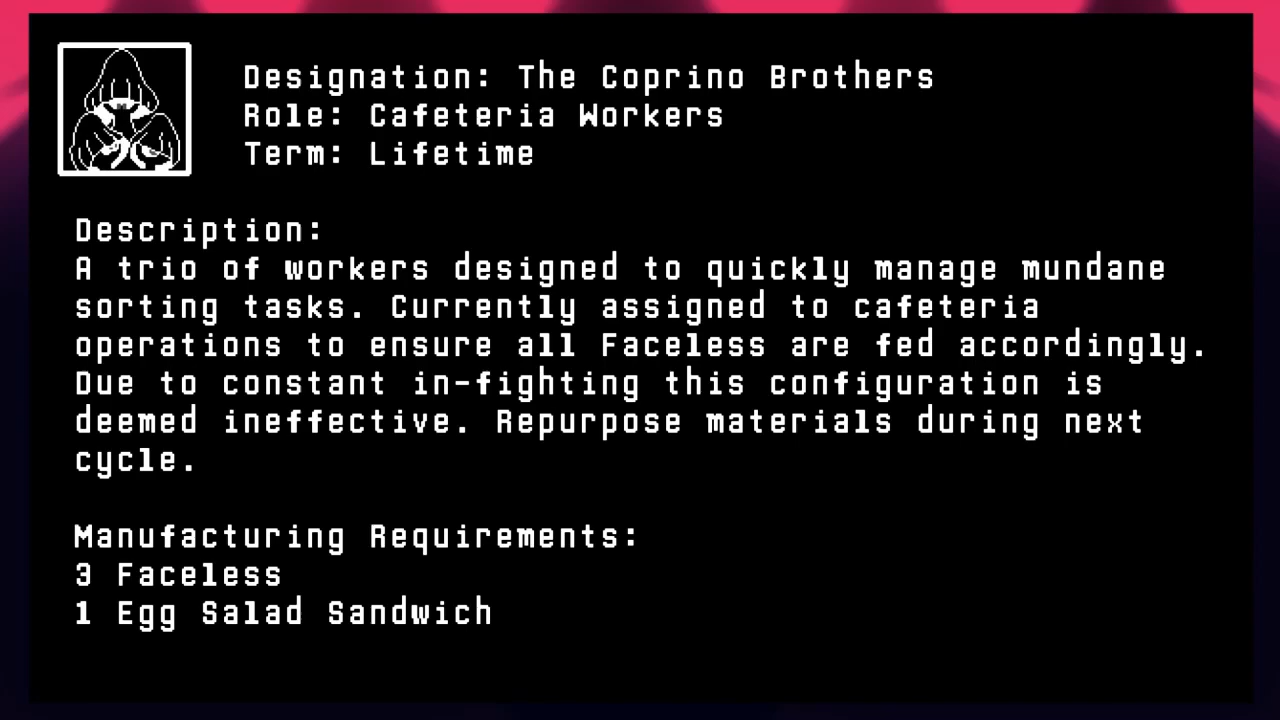 Designation: The Coprino Brothers
Role: Cafeteria Workers
Term: Lifetime
Description:
A trio of workers designed to quickly manage mundane
sorting tasks. Currently assigned to cafeteria
operations to ensure all Faceless are fed accordingly.
Due to constant in-fighting this configuration is
deemed ineffective. Repurpose materials during next
cycle.
Manufacturing Requirements:
3 Faceless
1 Egg Salad Sandwich